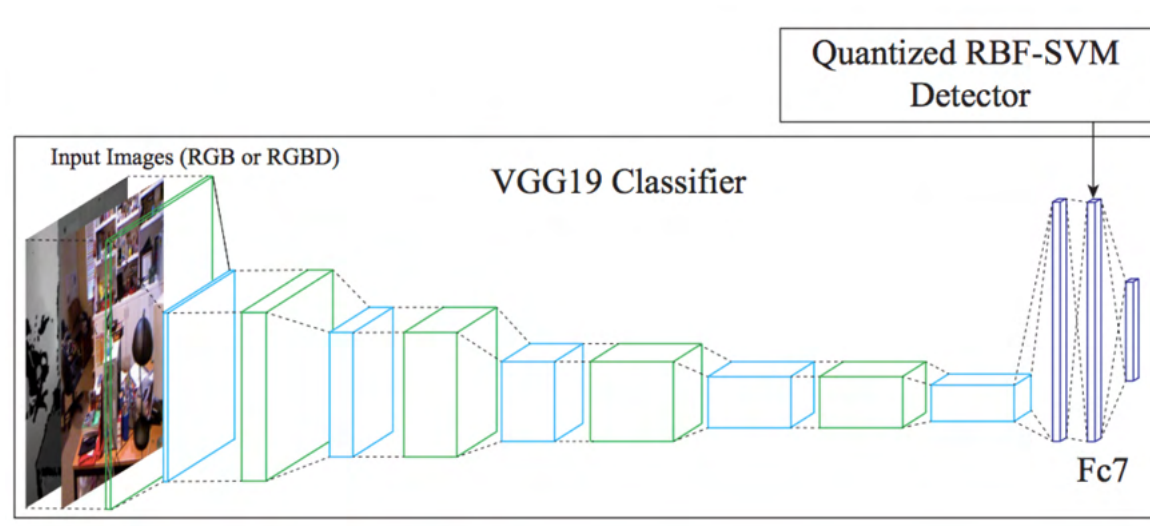 Quantized RBF-SVM
Detector
Input Images (RGB or RGBD)
VGG19 Classifier
Fc7